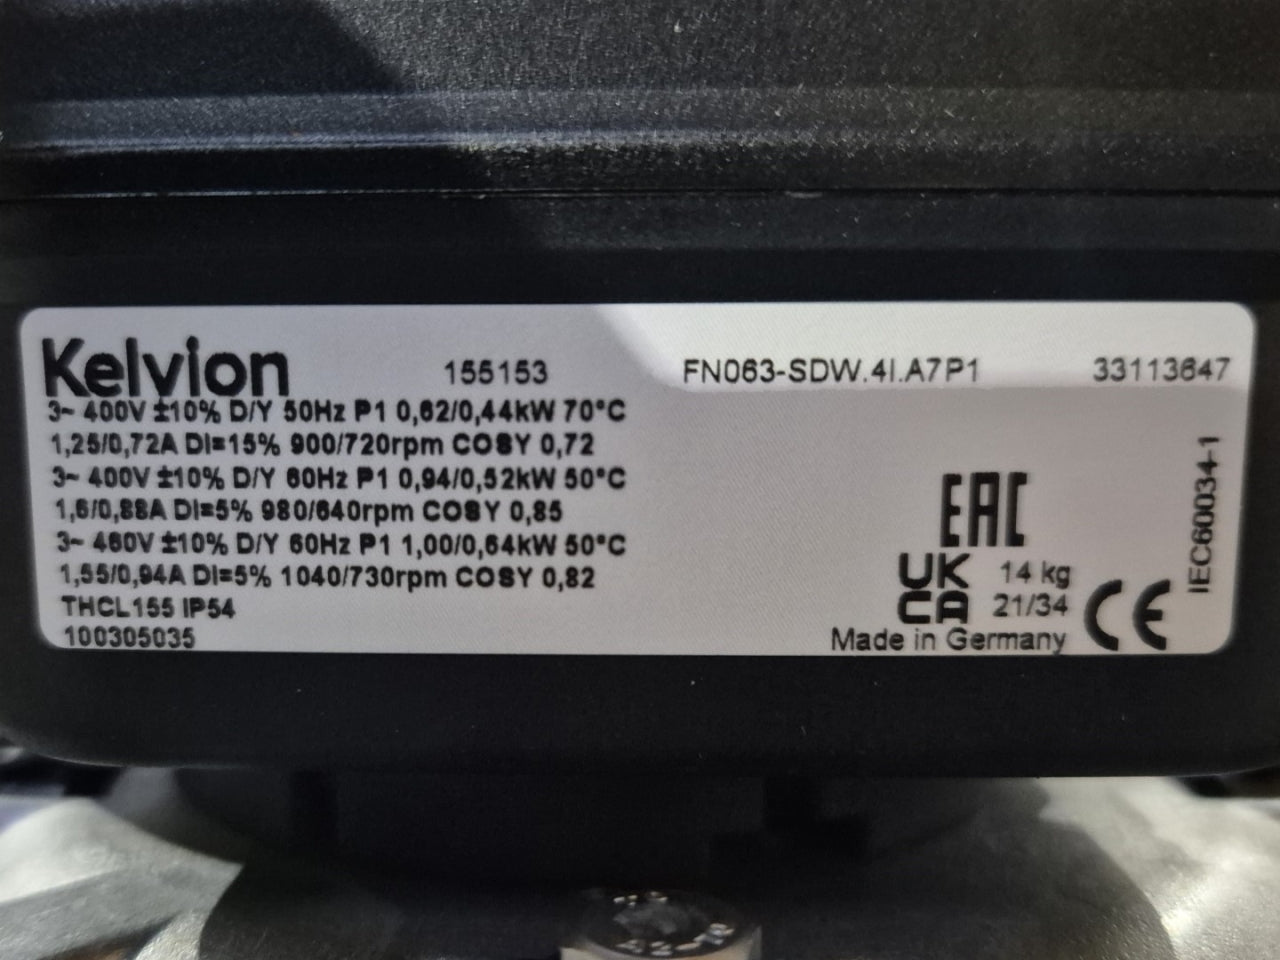 Kelvion 155153 FN063-SDW.4I.A7P1 33113647
3~ 400V ±10% D/Y 50Hz P1 0,62/0,44kW 70°C
1,25/0,72A DI=15% 900/720rpm COSY 0,72
3~ 400V ±10% D/Y 60Hz P1 0,94/0,52kW 50°C
1,6/0,88A DI=5% 980/640rpm COSY 0,85
3~ 460V ±10% D/Y 60Hz P1 1,00/0,64kW 50°C
1,55/0,94A DI=5% 1040/730rpm COSY 0,82
THCL155 IP54
100305035
EAC
UK
CA
14 kg
21/34
CE
Made in Germany
IEC60034-1